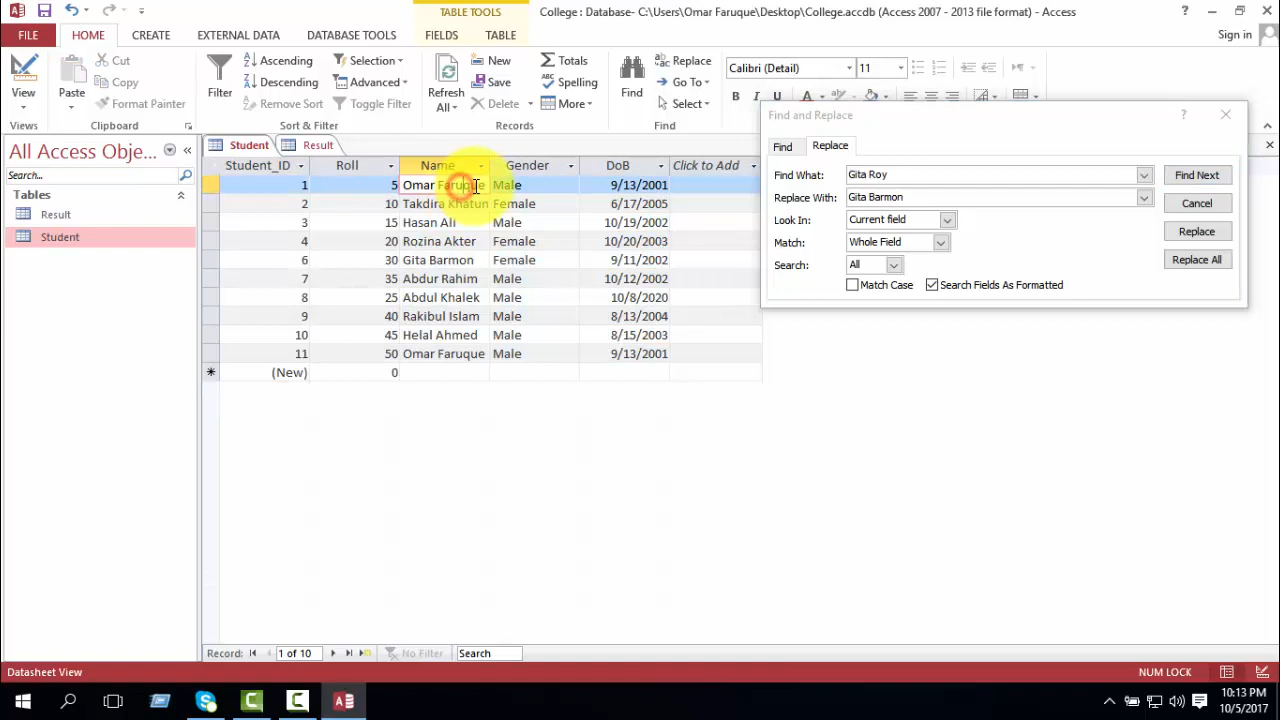 TABLE TOOLS
College : Database- C:\Users\Omar Faruque\Desktop\College.accdb (Access 2007 - 2013 file format) - Access
?
FILE HOME CREATE EXTERNAL DATA DATABASE TOOLS FIELDS TABLE Sign in
View
Views
Paste
Cut
Copy
Format Painter
Clipboard
Filter
Ascending
Descending
Remove Sort
Selection
Advanced
Toggle Filter
Sort & Filter
Refresh
All
New
Save
Delete
Totals
Spelling
More
Records
Find
Replace
Go To
Select
Find
Calibri (Detail) 11
B I U A
All Access Obje...
Search...
Tables
Result
Student
Student Result
Student_ID Roll Name Gender DoB Click to Add
1 5 Omar Faruque Male 9/13/2001
2 10 Takdira Khatun Female 6/17/2005
3 15 Hasan Ali Male 10/19/2002
4 20 Rozina Akter Female 10/20/2003
6 30 Gita Barmon Female 9/11/2002
7 35 Abdur Rahim Male 10/12/2002
8 25 Abdul Khalek Male 10/8/2020
9 40 Rakibul Islam Male 8/13/2004
10 45 Helal Ahmed Male 8/15/2003
11 50 Omar Faruque Male 9/13/2001
(New) 0
Find and Replace ?
Find Replace
Find What: Gita Roy Find Next
Replace With: Gita Barmon Cancel
Look In: Current field
Match: Whole Field Replace
Search: All Replace All
Match Case Search Fields As Formatted
Record: 1 of 10 No Filter Search
Datasheet View NUM LOCK
10:13 PM
10/5/2017